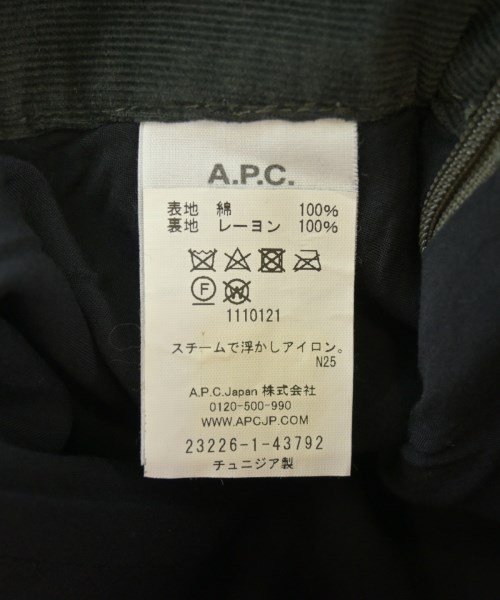 A.P.C.
表地 綿 100%
裏地 レーヨン 100%
F W
1110121
スチームで浮かしアイロン。
N25
A.P.C.Japan 株式会社
0120-500-990
WWW.APCJP.COM
23226-1-43792
チュニジア製